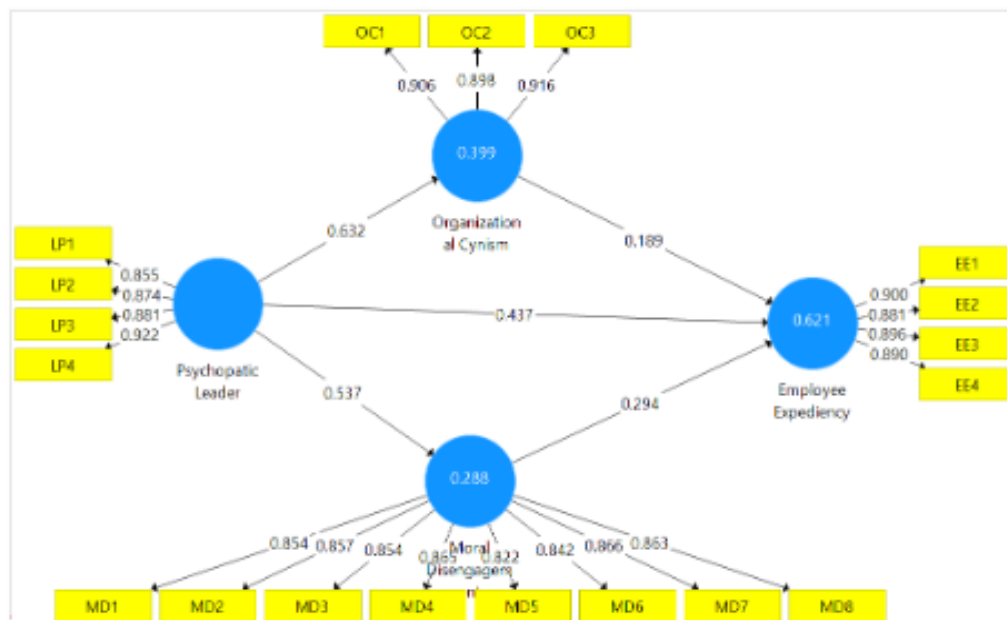 OC1 OC2 OC3
0.906 0.898 0.916
0.399
Organization
al Cynism
0.632 0.189
LP1
LP2
LP3
LP4
0.855
0.874
0.881
0.922
Psychopatic
Leader
0.437
0.537
0.294
0.621
Employee
Expediency
EE1
EE2
EE3
EE4
0.900
0.881
0.896
0.890
0.288
Moral
0.854 0.857 0.854 0.865 0.822 0.842 0.866 0.863
MD1 MD2 MD3 MD4 MD5 MD6 MD7 MD8